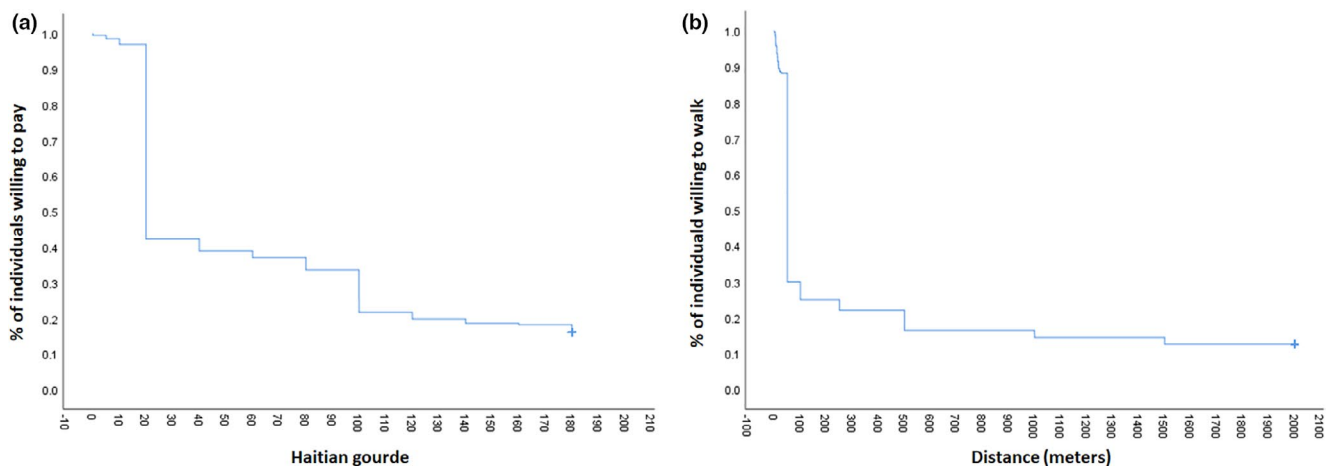 (a)
% of individuals willing to pay
1.0
0.9
0.8
0.7
0.6
0.5
0.4
0.3
0.2
0.1
0.0
-10 0 10 20 30 40 50 60 70 80 90 100 110 120 130 140 150 160 170 180 190 200 210
Haitian gourde
(b)
% of individuald willing to walk
1.0
0.9
0.8
0.7
0.6
0.5
0.4
0.3
0.2
0.1
0.0
-100 0 100 200 300 400 500 600 700 800 900 1000 1100 1200 1300 1400 1500 1600 1700 1800 1900 2000 2100
Distance (meters)